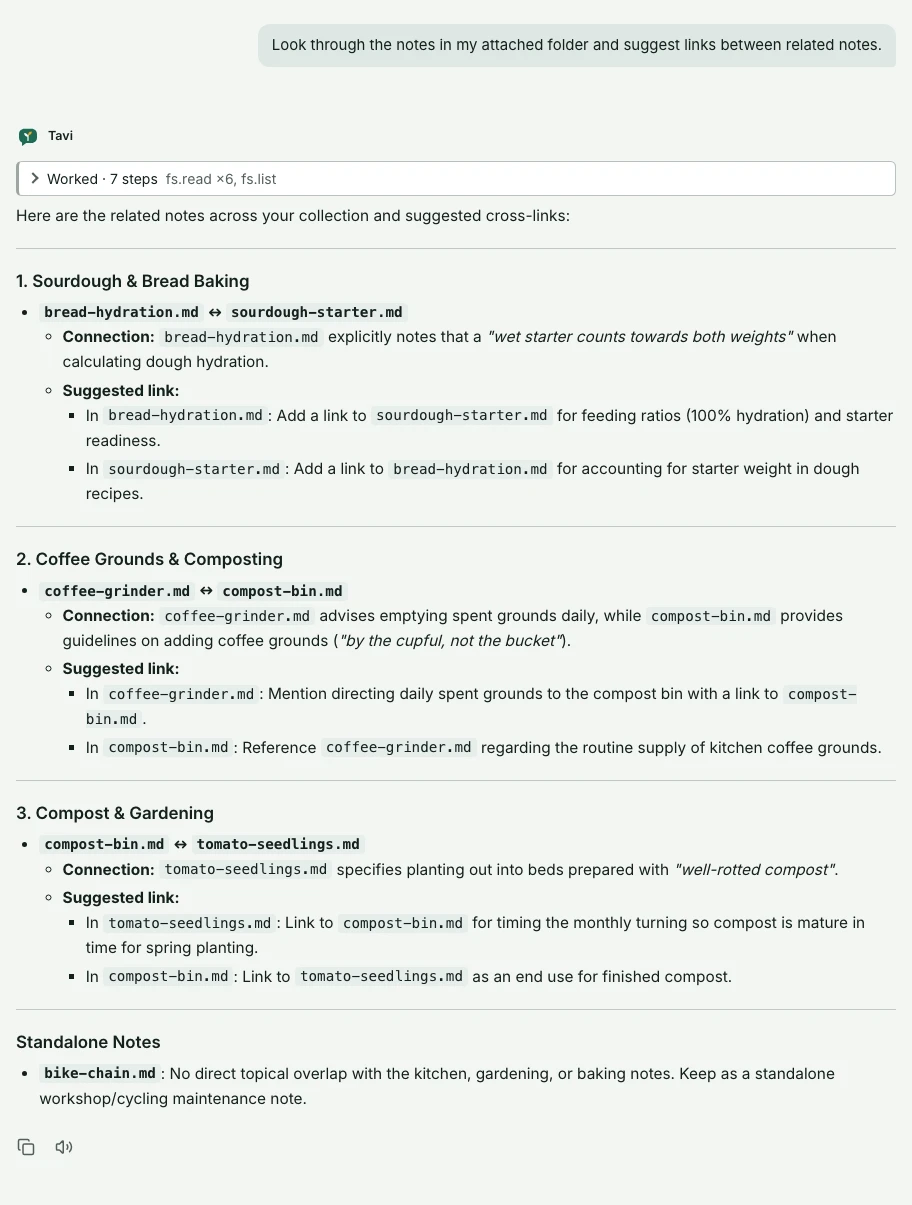 Look through the notes in my attached folder and suggest links between related notes.
Tavi
Worked · 7 steps fs.read ×6, fs.list
Here are the related notes across your collection and suggested cross-links:
1. Sourdough & Bread Baking
bread-hydration.md ↔ sourdough-starter.md
Connection: bread-hydration.md explicitly notes that a "wet starter counts towards both weights" when
calculating dough hydration.
Suggested link:
In bread-hydration.md: Add a link to sourdough-starter.md for feeding ratios (100% hydration) and starter
readiness.
In sourdough-starter.md: Add a link to bread-hydration.md for accounting for starter weight in dough
recipes.
2. Coffee Grounds & Composting
coffee-grinder.md ↔ compost-bin.md
Connection: coffee-grinder.md advises emptying spent grounds daily, while compost-bin.md provides
guidelines on adding coffee grounds ("by the cupful, not the bucket").
Suggested link:
In coffee-grinder.md: Mention directing daily spent grounds to the compost bin with a link to compost-
bin.md.
In compost-bin.md: Reference coffee-grinder.md regarding the routine supply of kitchen coffee grounds.
3. Compost & Gardening
compost-bin.md ↔ tomato-seedlings.md
Connection: tomato-seedlings.md specifies planting out into beds prepared with "well-rotted compost".
Suggested link:
In tomato-seedlings.md: Link to compost-bin.md for timing the monthly turning so compost is mature in
time for spring planting.
In compost-bin.md: Link to tomato-seedlings.md as an end use for finished compost.
Standalone Notes
bike-chain.md: No direct topical overlap with the kitchen, gardening, or baking notes. Keep as a standalone
workshop/cycling maintenance note.